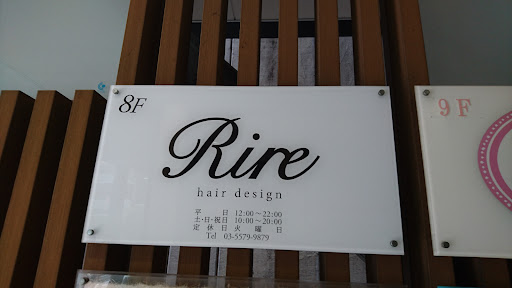 8F
Rire
hair design
平　　日 12:00～22:00
土・日・祝日 10:00～20:00
定 休 日 火 曜 日
Tel 03-5579-9879
9F